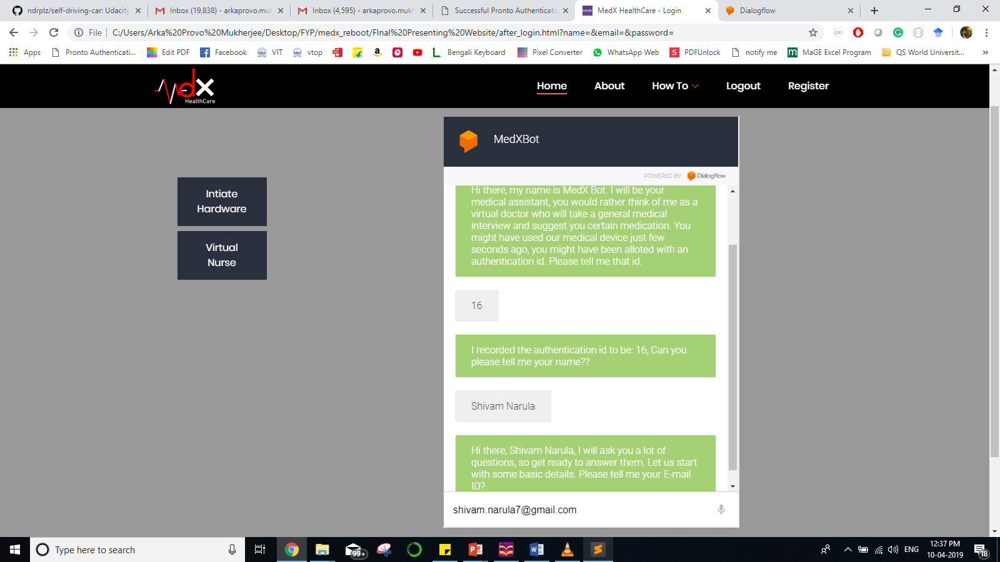 ndrplz/self-driving-car: Udacity
Inbox (19,838) - arkaprovo.muk
Inbox (4,595) - arkaprovo.mukh
Successful Pronto Authenticatio
MedX HealthCare - Login
Dialogflow
File
C:/Users/Arka%20Provo%20Mukherjee/Desktop/FYP/medx_reboot/FInal%20Presenting%20Website/after_login.html?name=&email=&password=
Apps
Pronto Authenticati...
Edit PDF
Facebook
VIT
vtop
Bengali Keyboard
Pixel Converter
WhatsApp Web
PDFUnlock
notify me
MaGE Excel Program
QS World Universit...
»
MedX
HealthCare
Home
About
How To
Logout
Register
Intiate
Hardware
Virtual
Nurse
MedXBot
POWERED BY Dialogflow
Hi there, my name is MedX Bot. I will be your
medical assistant, you would rather think of me as a
virtual doctor who will take a general medical
interview and suggest you certain medication. You
might have used our medical device just few
seconds ago, you might have been alloted with an
authentication id. Please tell me that id.
16
I recorded the authentication id to be: 16, Can you
please tell me your name??
Shivam Narula
Hi there, Shivam Narula, I will ask you a lot of
questions, so get ready to answer them. Let us start
with some basic details. Please tell me your E-mail
ID?
shivam.narula7@gmail.com
Type here to search
99+
ENG
12:37 PM
10-04-2019
18